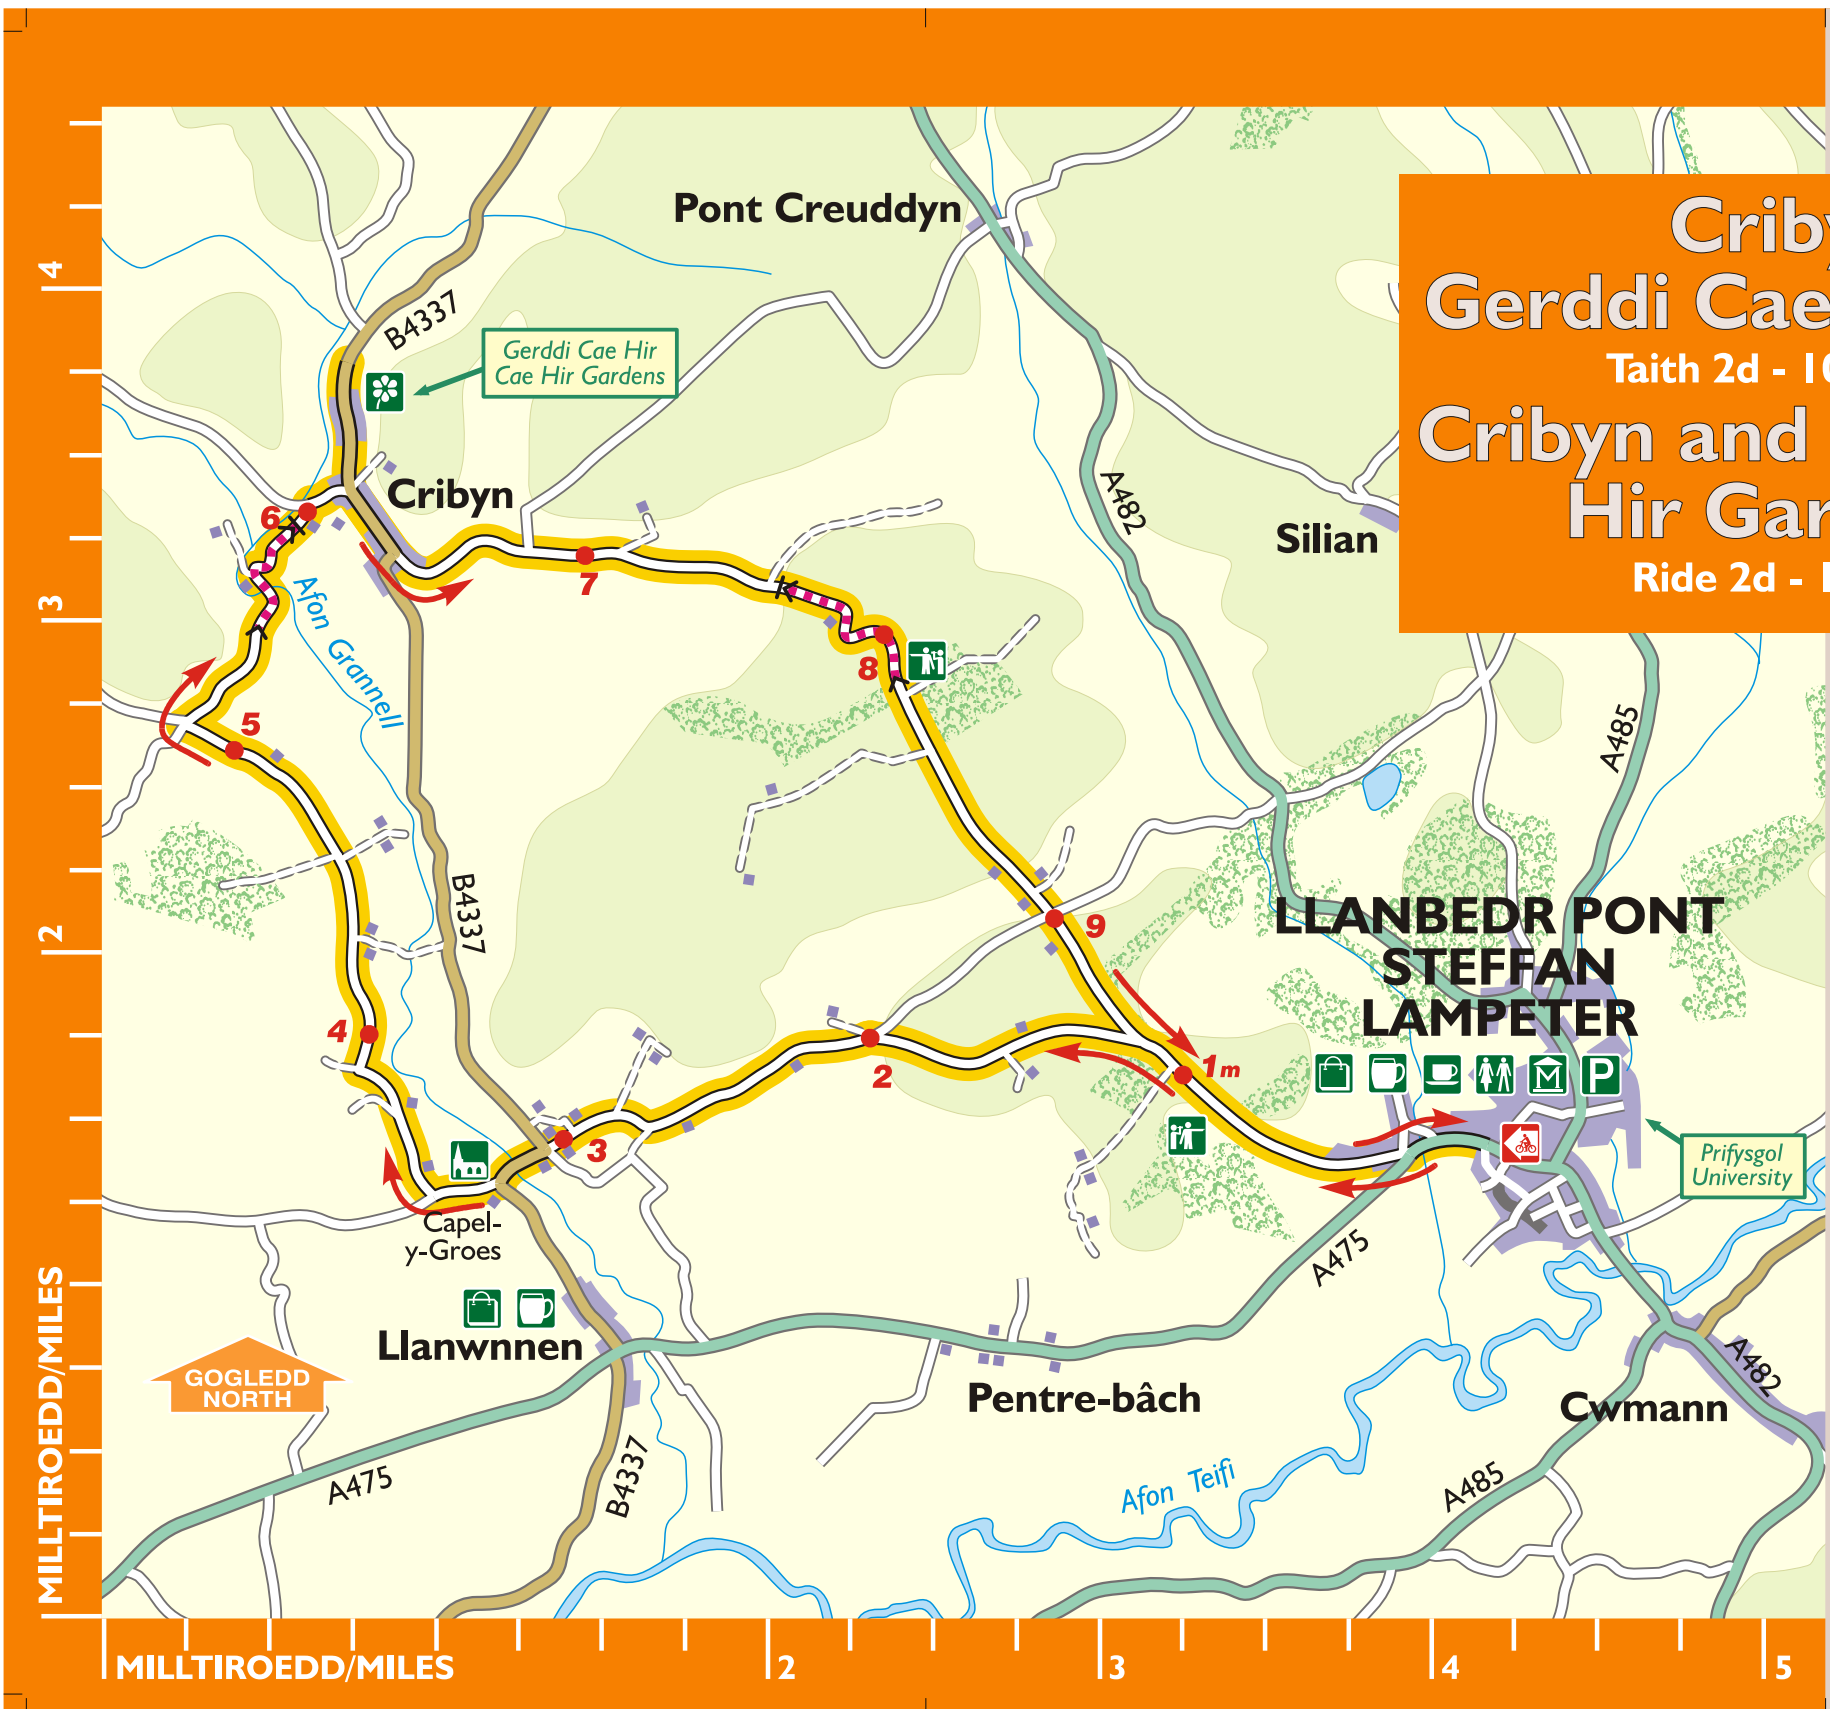 Criby
Gerddi Cae
Taith 2d - 10
Cribyn and
Hir Gar
Ride 2d - 1
Pont Creuddyn
B4337
Gerddi Cae Hir
Cae Hir Gardens
Cribyn
A482
Silian
6
7
Afon Grannell
8
5
A485
B4337
9
LLANBEDR PONT
STEFFAN
LAMPETER
4
2
1m
P
3
Prifysgol
University
Capel-
y-Groes
A475
Llanwnnen
GOGLEDD
NORTH
Pentre-bâch
A482
Cwmann
A475
B4337
Afon Teifi
A485
4
3
2
MILLTIROEDD/MILES
MILLTIROEDD/MILES
2
3
4
5